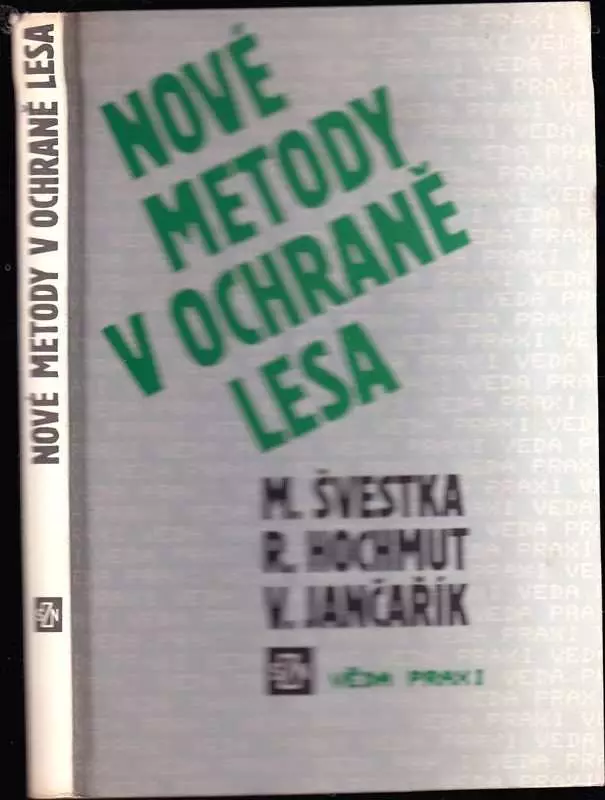 NOVÉ METODY V OCHRANĚ LESA
SZN
NOVÉ
METODY
V OCHRANĚ
LESA
M. ŠVESTKA
R. HOCHMUT
V. JANČAŘÍK
SZN VĚDA PRAXI